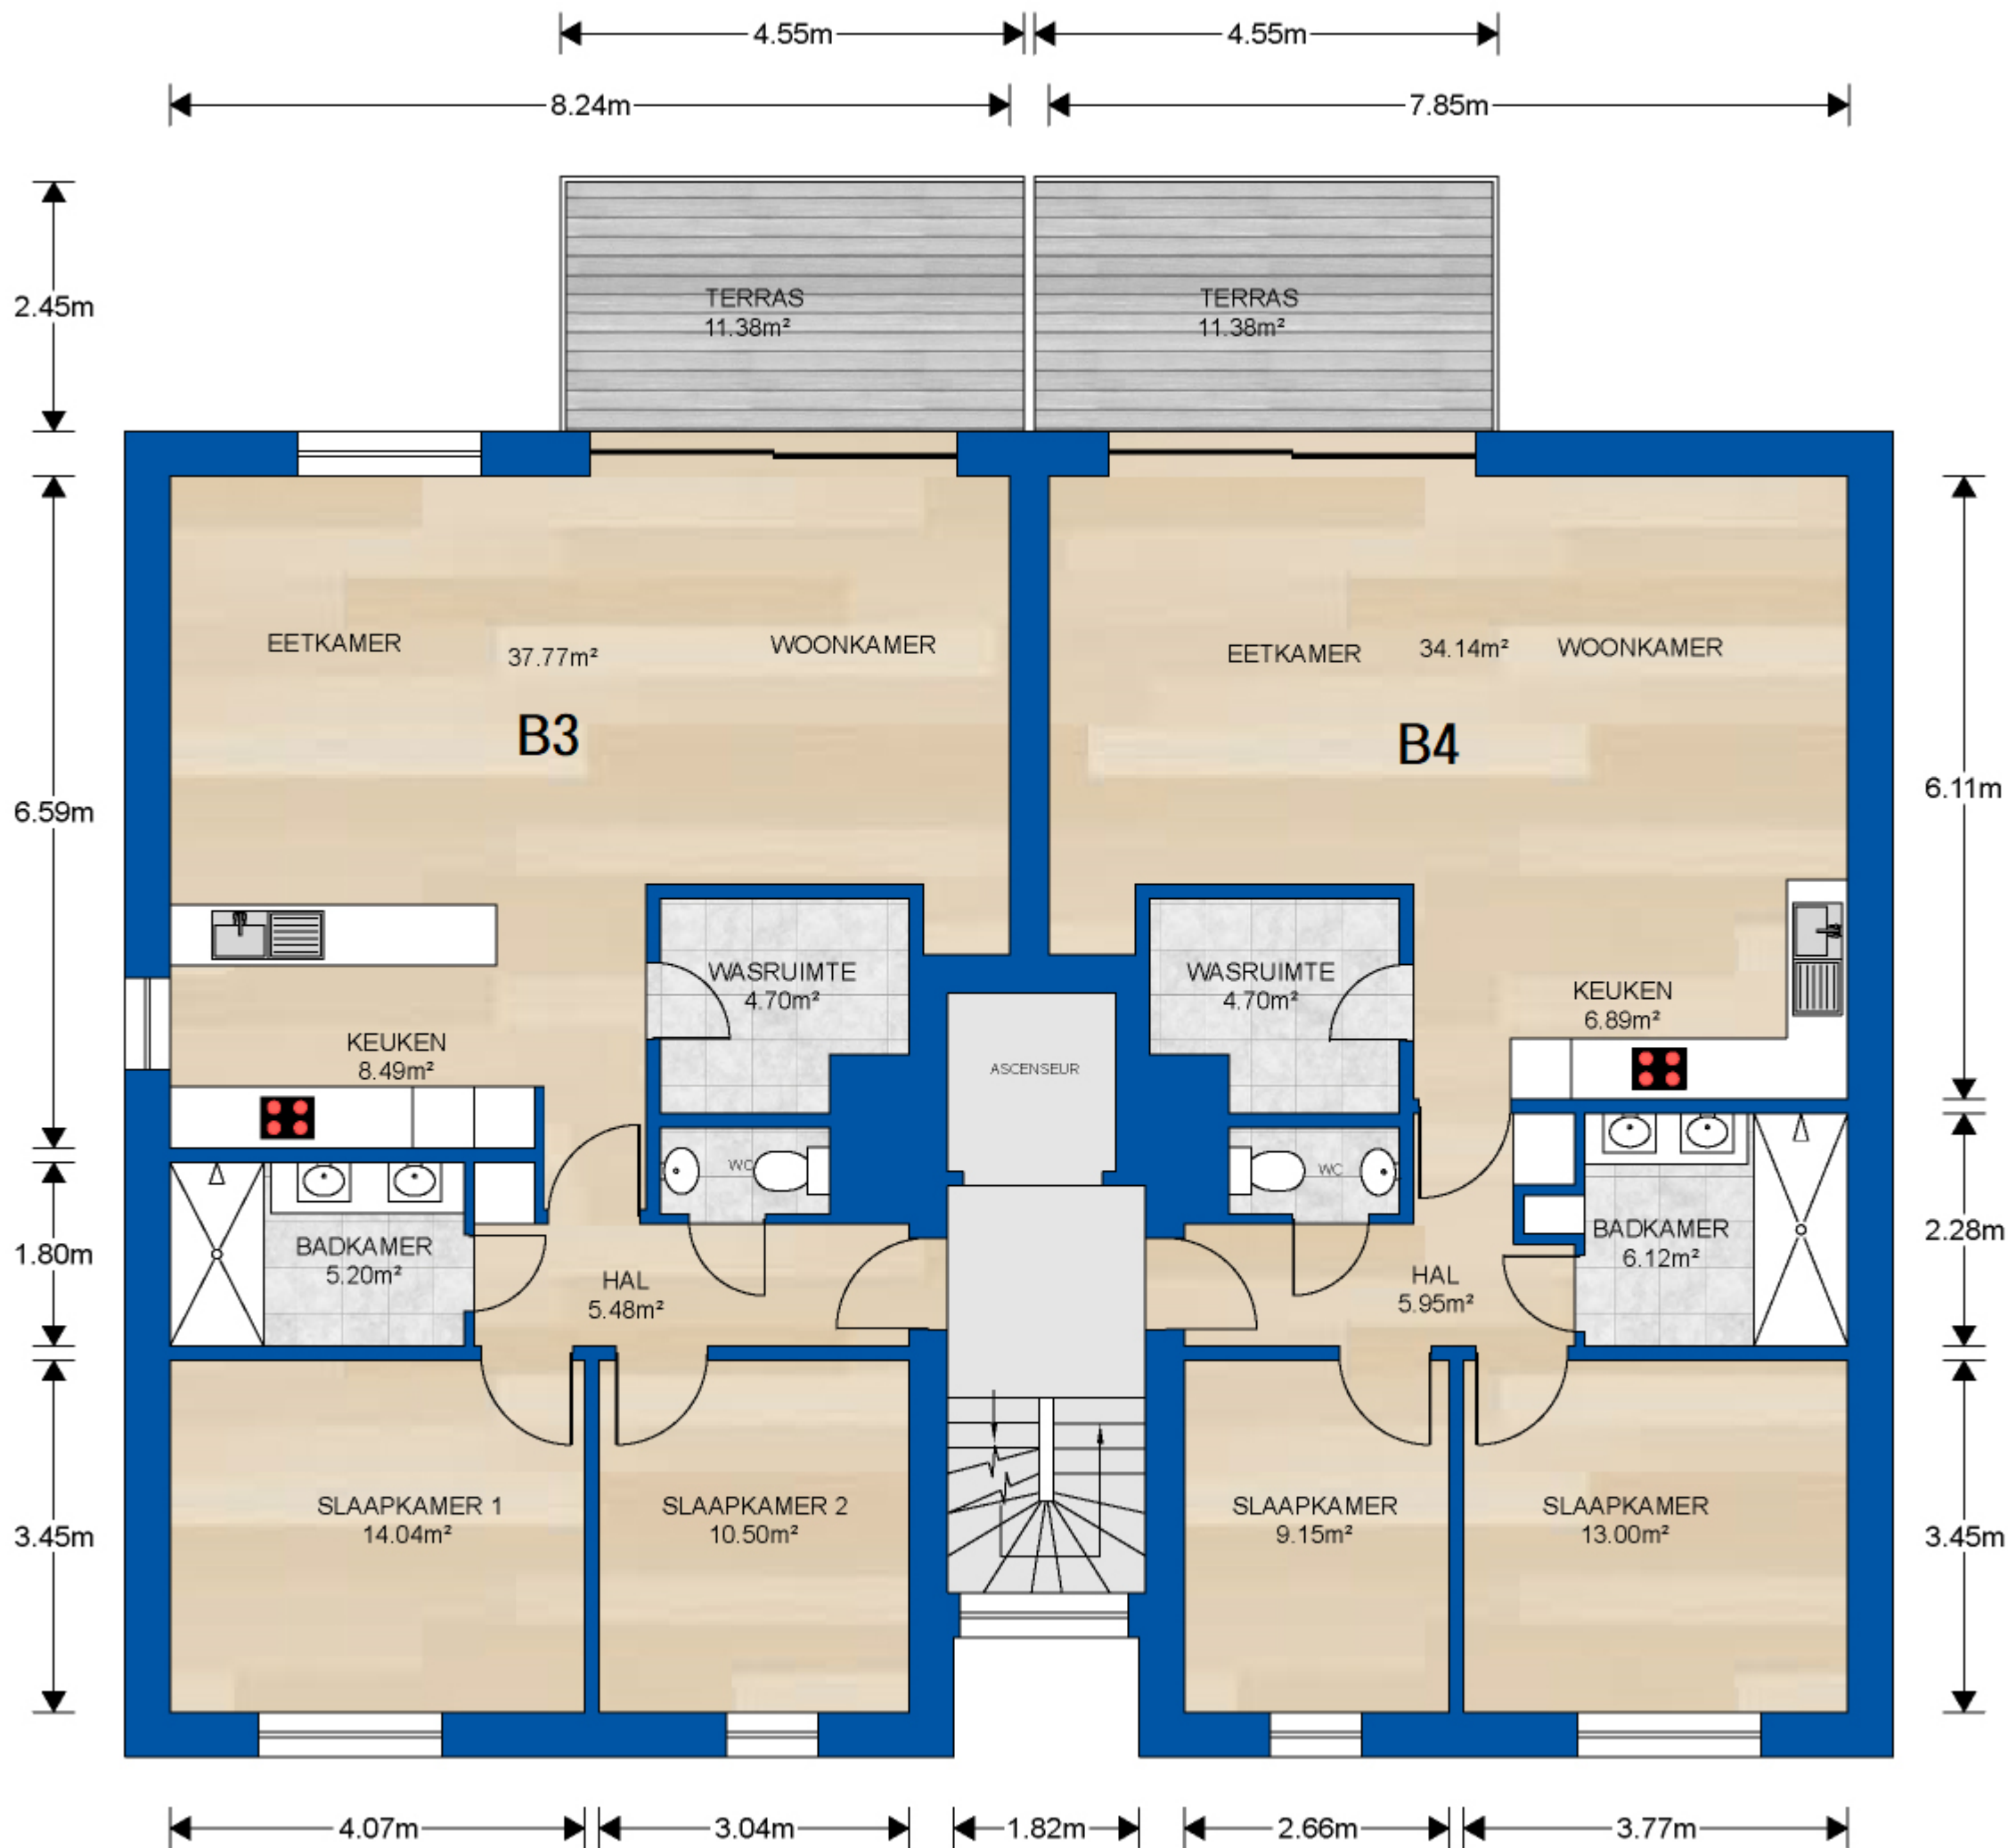 4.55m
4.55m
8.24m
7.85m
2.45m
TERRAS
11.38m²
TERRAS
11.38m²
EETKAMER
37.77m²
WOONKAMER
EETKAMER
34.14m²
WOONKAMER
B3
B4
6.59m
6.11m
WASRUIMTE
4.70m²
WASRUIMTE
4.70m²
KEUKEN
6.89m²
KEUKEN
8.49m²
ASCENSEUR
WC
WC
1.80m
BADKAMER
5.20m²
HAL
5.48m²
HAL
5.95m²
BADKAMER
6.12m²
2.28m
3.45m
SLAAPKAMER 1
14.04m²
SLAAPKAMER 2
10.50m²
SLAAPKAMER
9.15m²
SLAAPKAMER
13.00m²
3.45m
4.07m
3.04m
1.82m
2.66m
3.77m